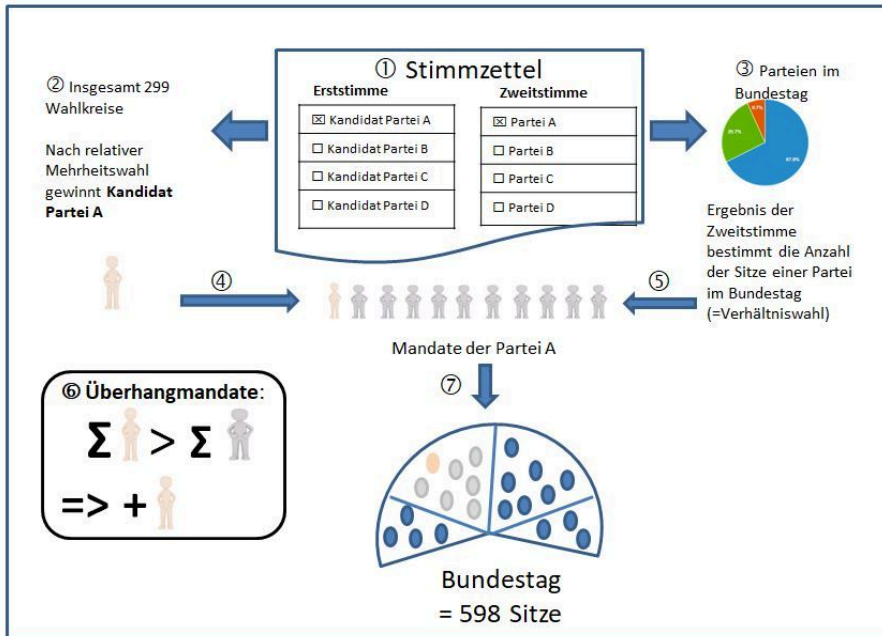 ① Stimmzettel
Erststimme
☒ Kandidat Partei A
☐ Kandidat Partei B
☐ Kandidat Partei C
☐ Kandidat Partei D
Zweitstimme
☒ Partei A
☐ Partei B
☐ Partei C
☐ Partei D
② Insgesamt 299
Wahlkreise
Nach relativer
Mehrheitswahl
gewinnt Kandidat
Partei A
③ Parteien im
Bundestag
Ergebnis der
Zweitstimme
bestimmt die Anzahl
der Sitze einer Partei
im Bundestag
(=Verhältniswahl)
④
⑤
Mandate der Partei A
⑥ Überhangmandate:
Σ > Σ
=> +
⑦
Bundestag
= 598 Sitze